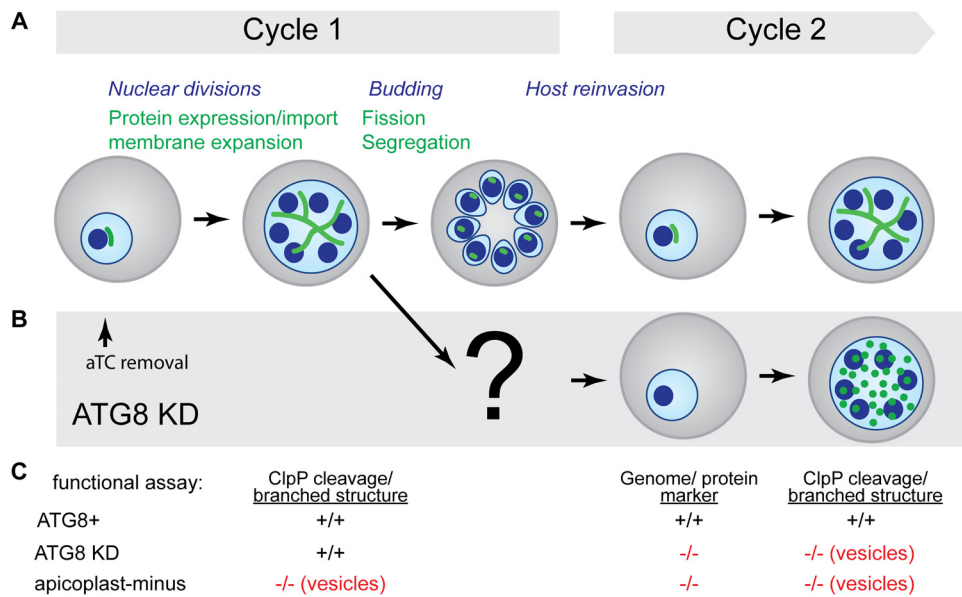 A
Cycle 1
Cycle 2
Nuclear divisions
Budding
Host reinvasion
Protein expression/import
membrane expansion
Fission
Segregation
B
aTC removal
?
ATG8 KD
C
functional assay:
ClpP cleavage/
branched structure
Genome/ protein
marker
ClpP cleavage/
branched structure
ATG8+
+/+
+/+
+/+
ATG8 KD
+/+
-/-
-/- (vesicles)
apicoplast-minus
-/- (vesicles)
-/-
-/- (vesicles)